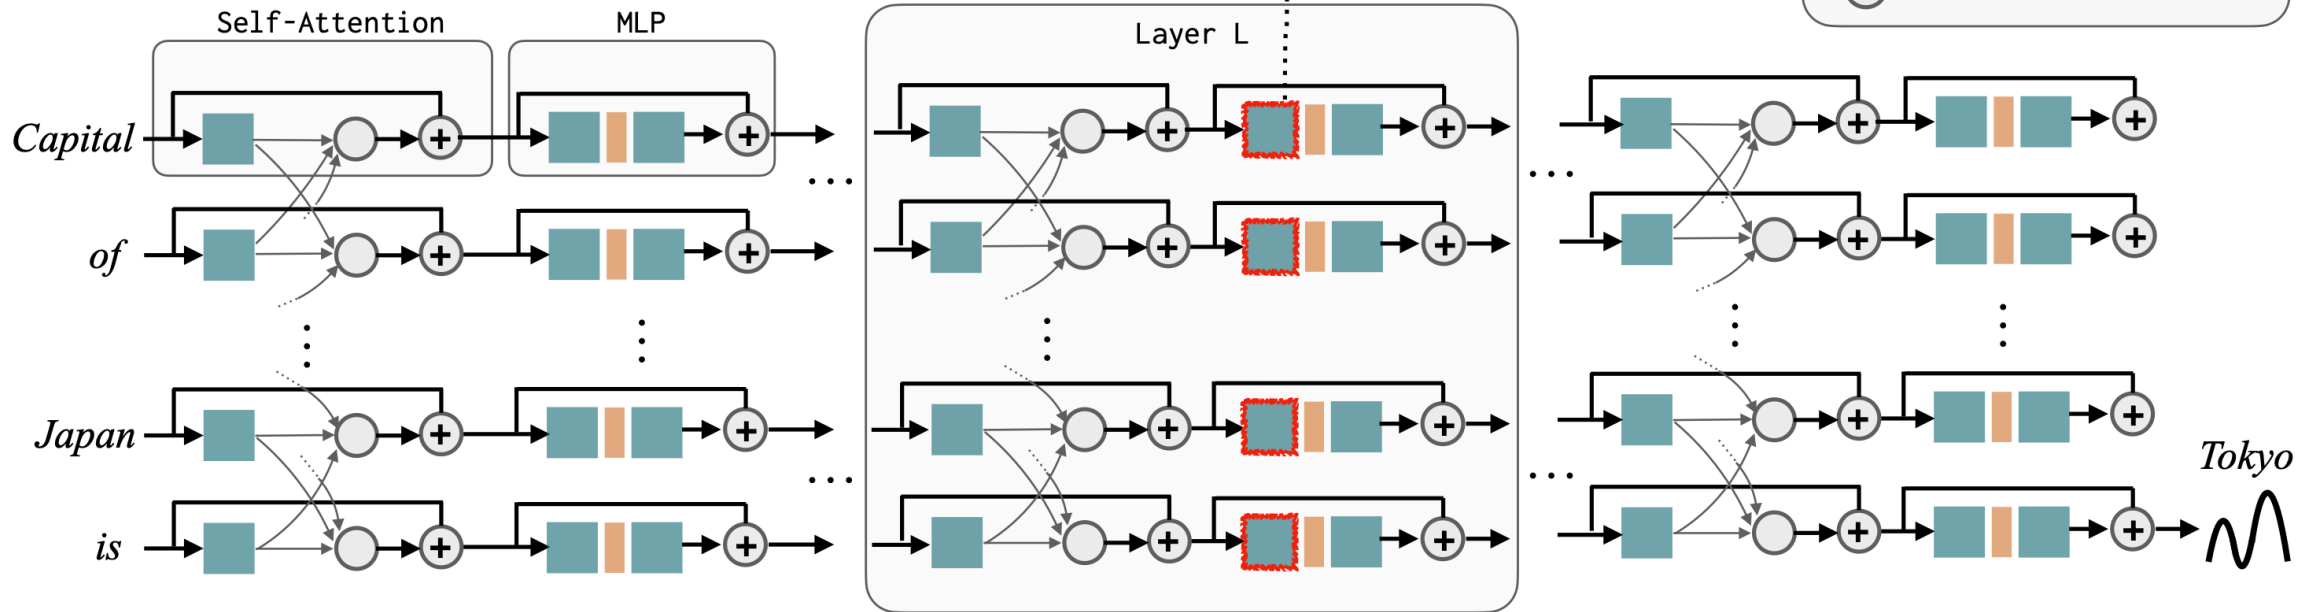 Self-Attention
MLP
Layer L
Capital
of
Japan
is
Tokyo